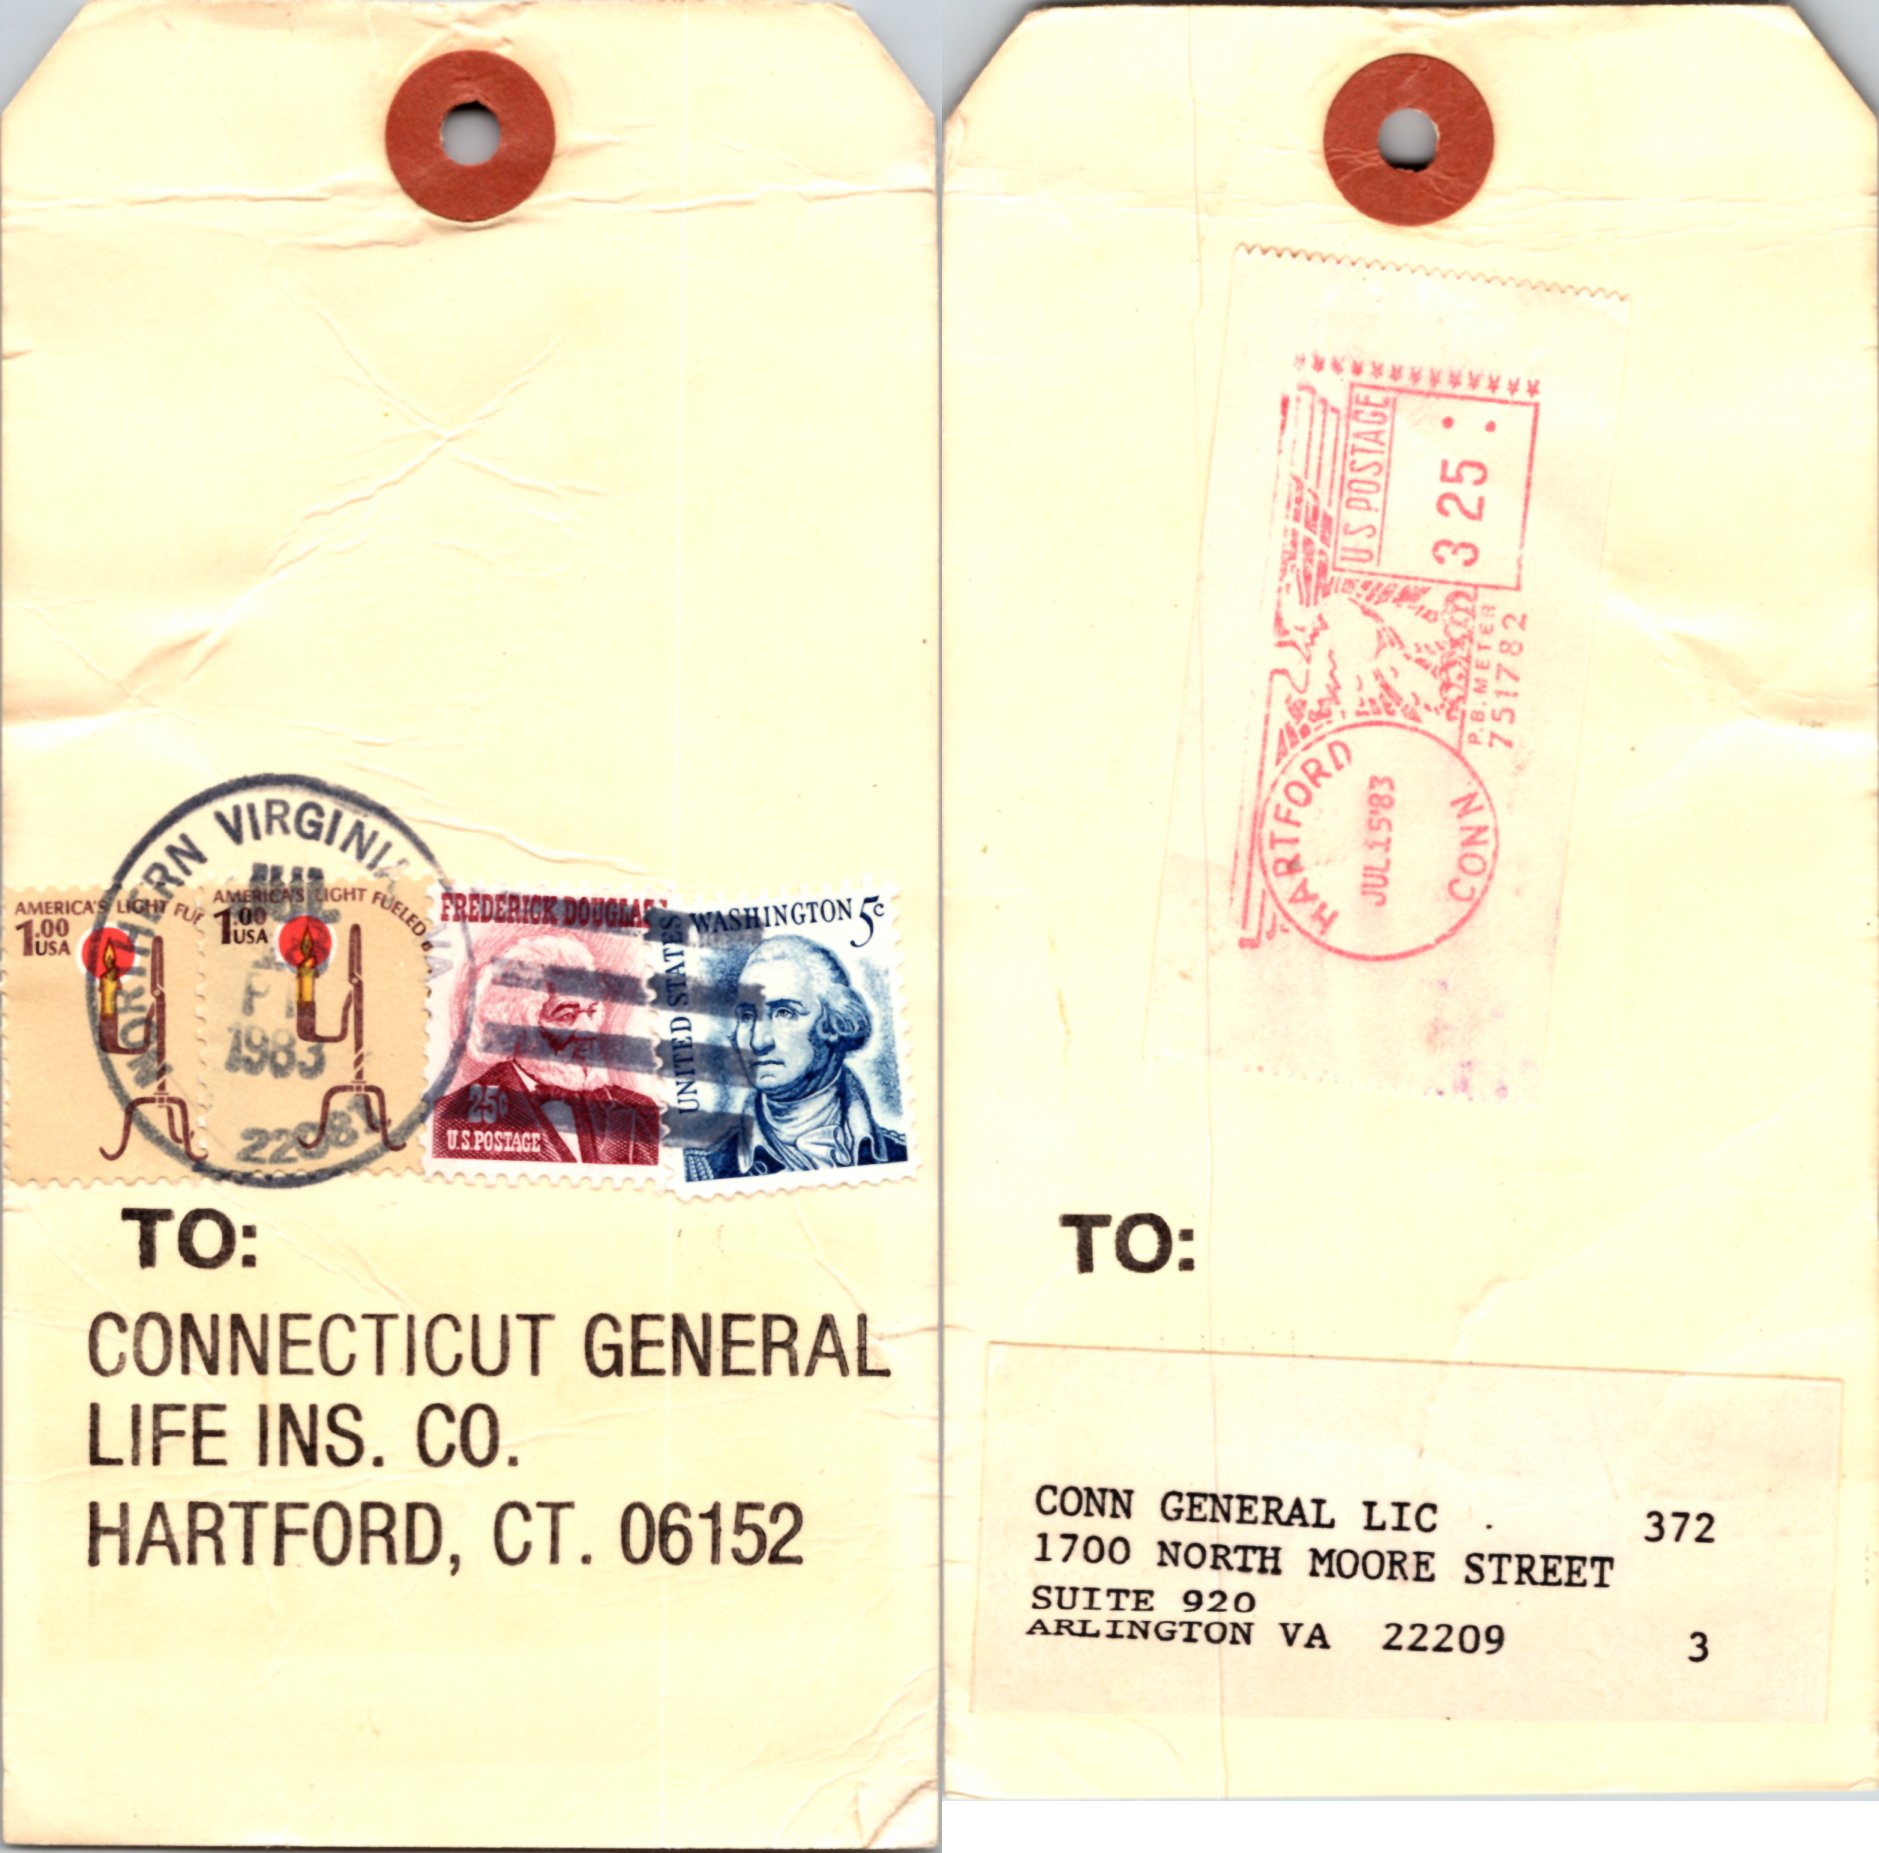 NORTHERN VIRGINIA
1983
AMERICA'S LIGHT FUE
1.00
USA
AMERICA'S LIGHT FUELED
1.00
USA
FREDERICK DOUGLASS
25¢
U.S. POSTAGE
WASHINGTON 5c
UNITED STATES
TO:
CONNECTICUT GENERAL
LIFE INS. CO.
HARTFORD, CT. 06152
U S POSTAGE
3 25
P.B. METER
751782
HARTFORD
JUL 15 '83
CONN
TO:
CONN GENERAL LIC . 372
1700 NORTH MOORE STREET
SUITE 920
ARLINGTON VA 22209 3